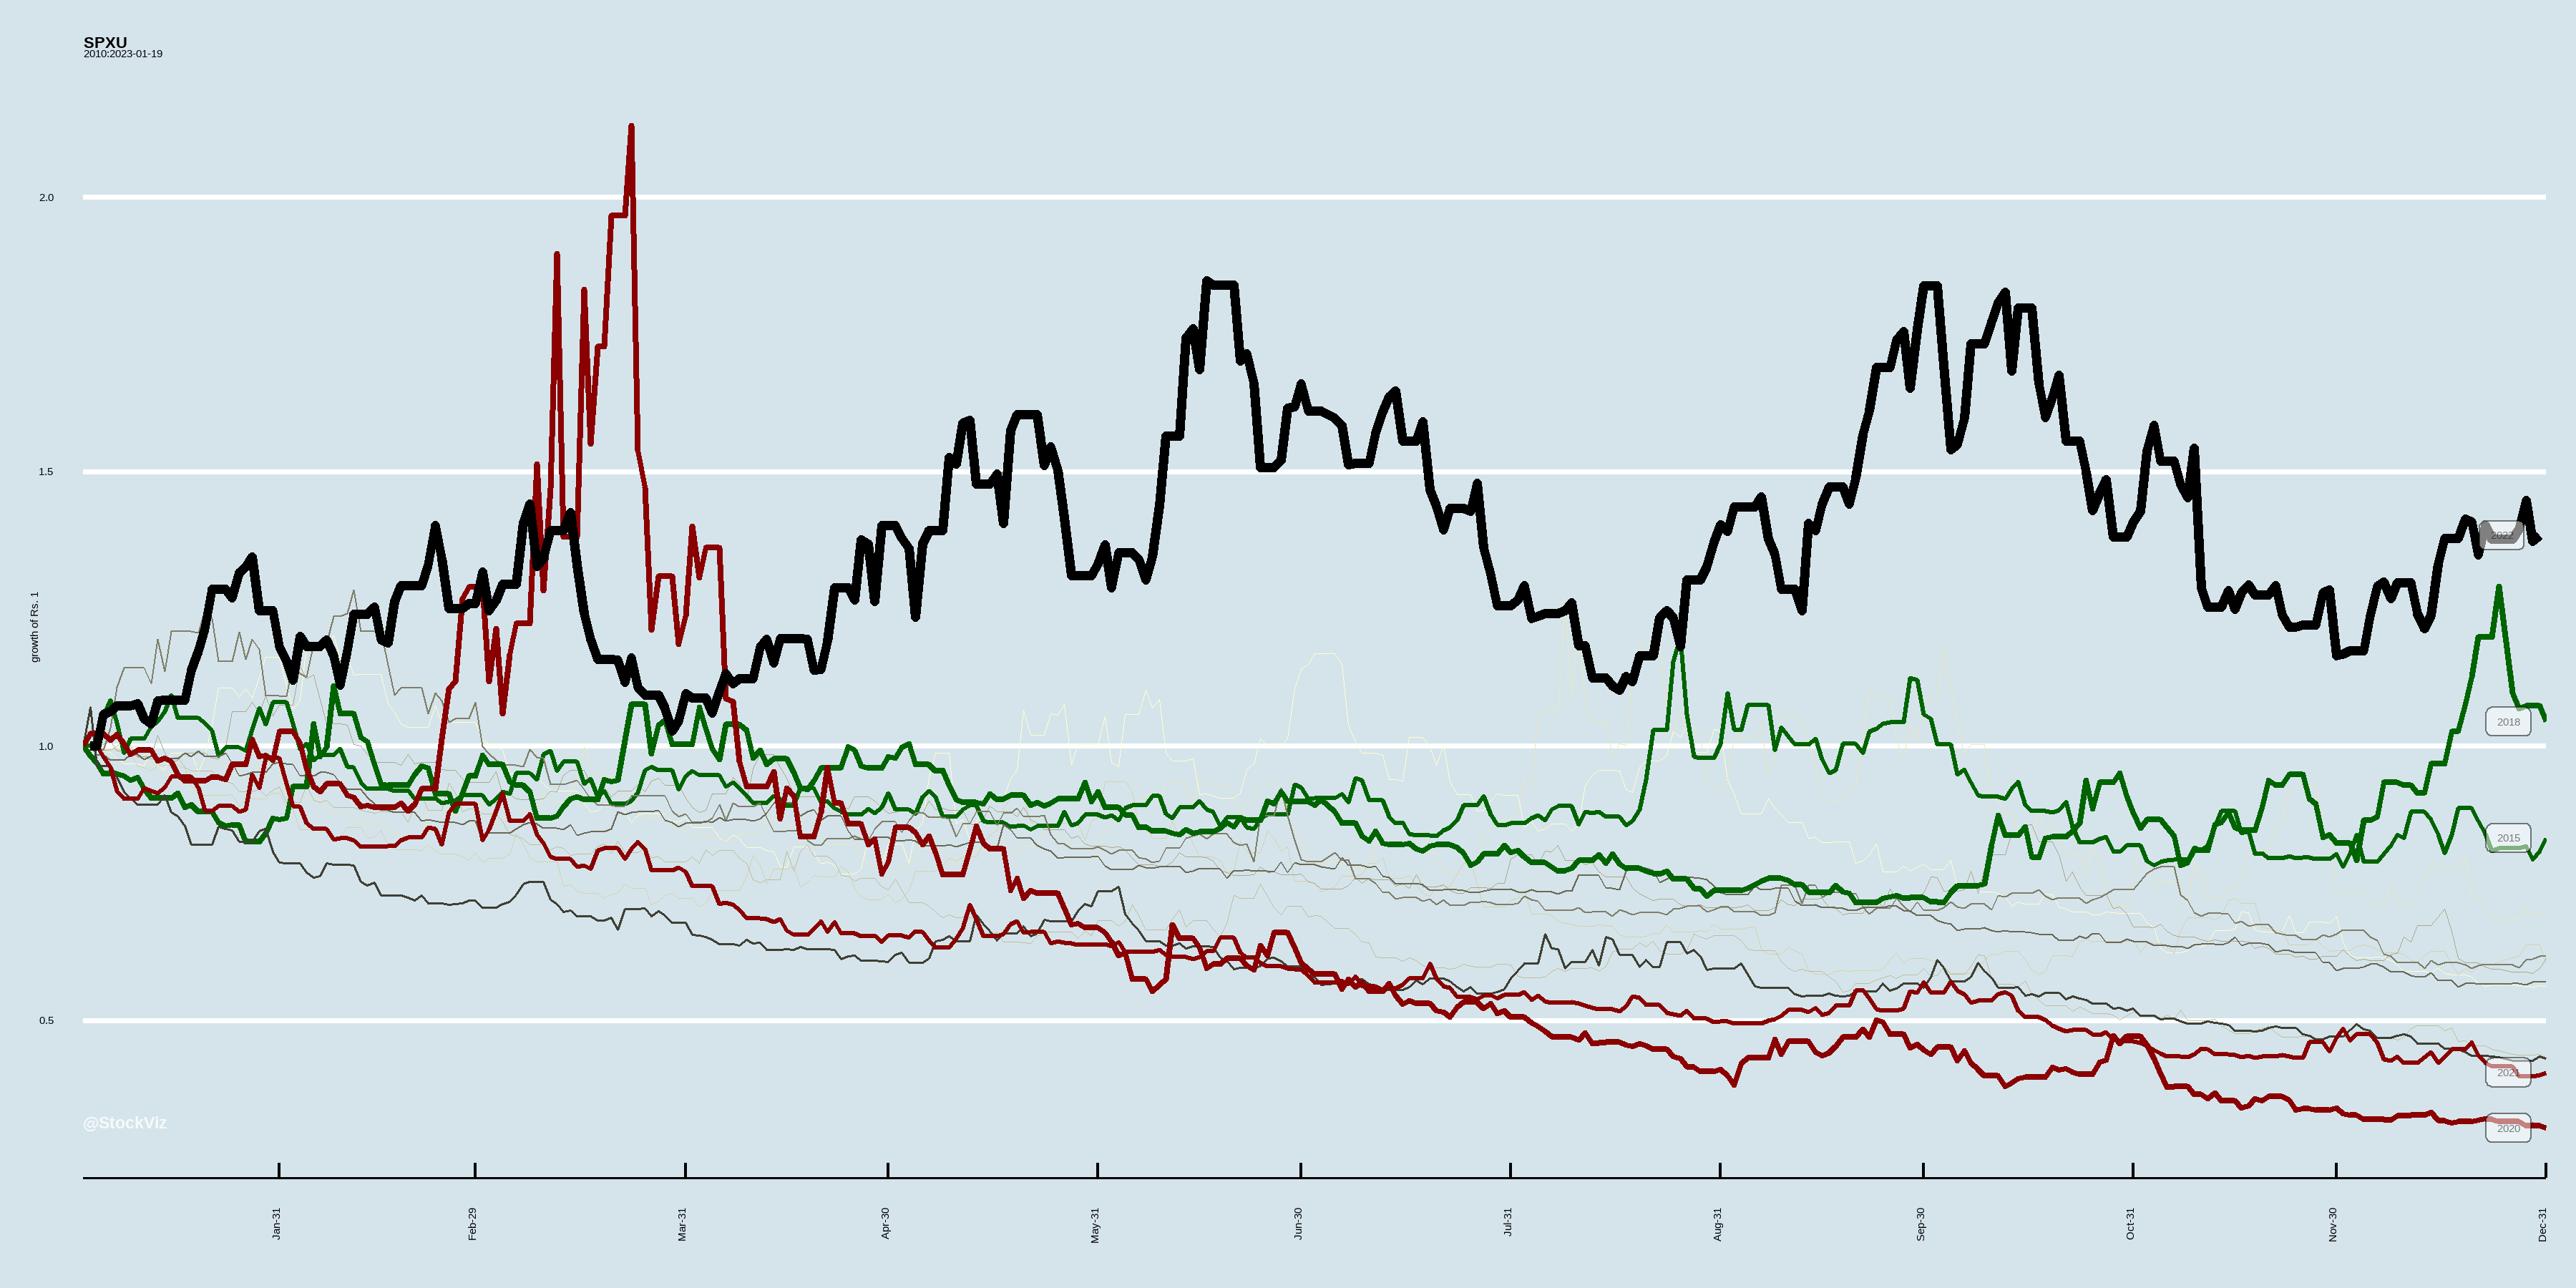 SPXU
2010:2023-01-19
2.0
1.5
1.0
0.5
growth of Rs. 1
2022
2018
2015
2021
2020
@StockViz
Jan-31
Feb-29
Mar-31
Apr-30
May-31
Jun-30
Jul-31
Aug-31
Sep-30
Oct-31
Nov-30
Dec-31